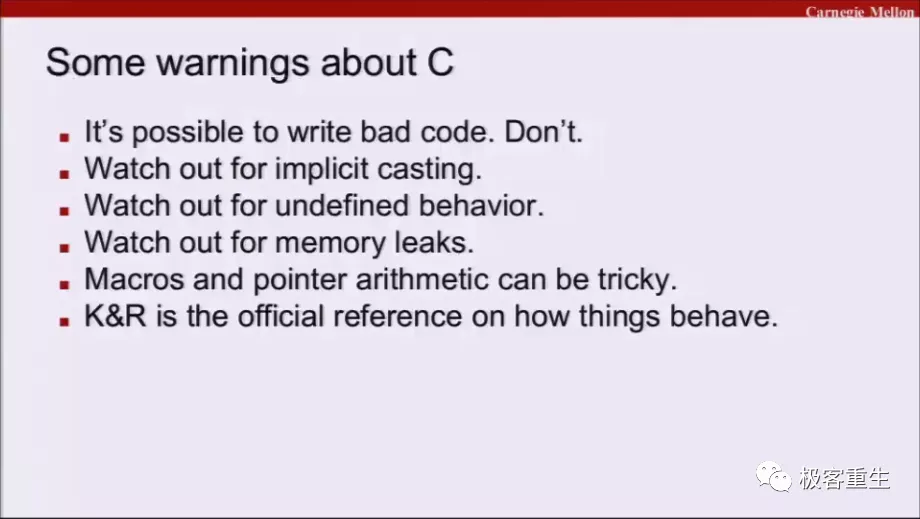 Carnegie Mellon
Some warnings about C
It's possible to write bad code. Don't.
Watch out for implicit casting.
Watch out for undefined behavior.
Watch out for memory leaks.
Macros and pointer arithmetic can be tricky.
K&R is the official reference on how things behave.
极客重生